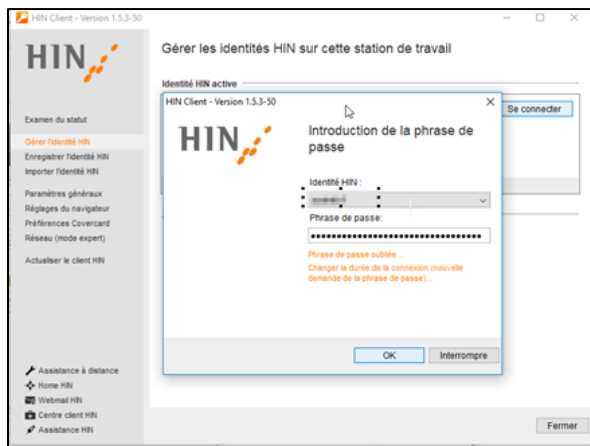 HIN Client - Version 1.5.3-50
HIN
Gérer les identités HIN sur cette station de travail
Identité HIN active
Se connecter
Examen du statut
Gérer l'identité HIN
Enregistrer l'identité HIN
Importer l'identité HIN
Paramètres généraux
Réglages du navigateur
Préférences Covercard
Réseau (mode expert)
Actualiser le client HIN
Assistance à distance
Home HIN
Webmail HIN
Centre client HIN
Assistance HIN
HIN Client - Version 1.5.3-50
HIN
Introduction de la phrase de
passe
Identité HIN :
Phrase de passe:
Phrase de passe oubliée...
Changer la durée de la connexion (nouvelle
demande de la phrase de passe)...
OK
Interrompre
Fermer